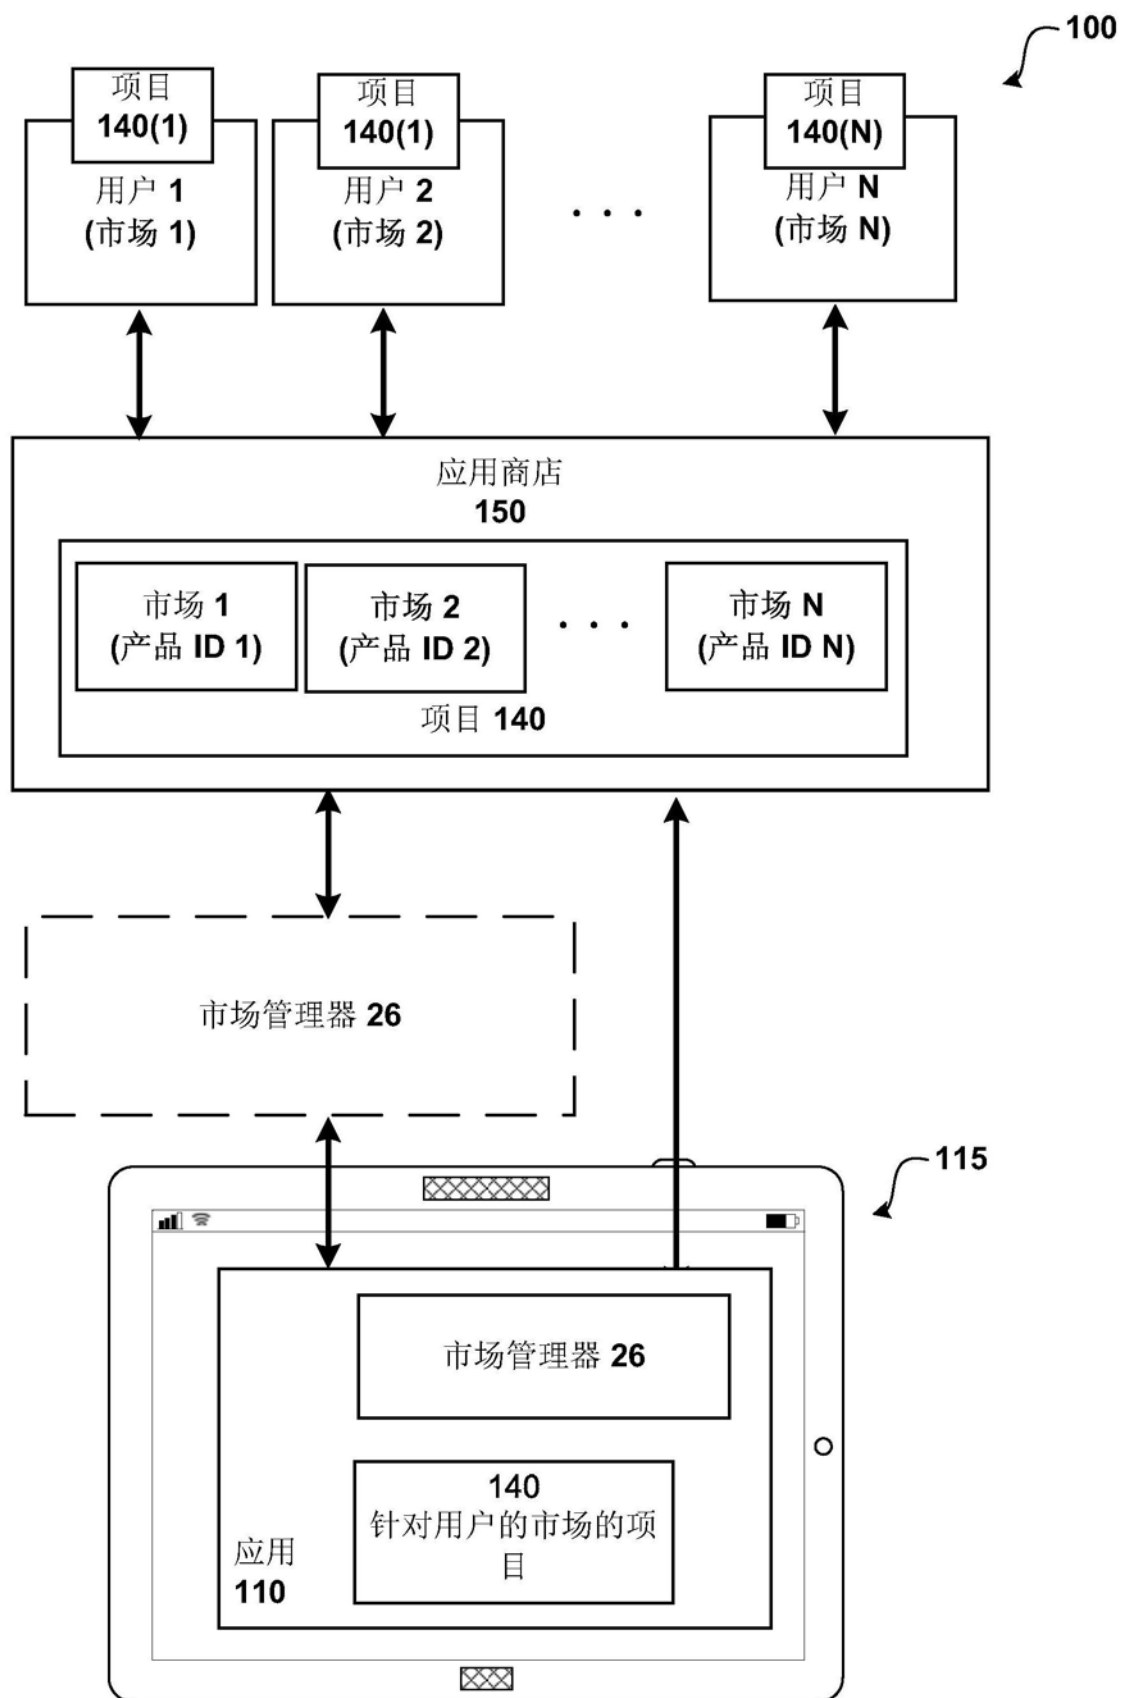 100
项目
140(1)
用户 1
(市场 1)
项目
140(1)
用户 2
(市场 2)
. . .
项目
140(N)
用户 N
(市场 N)
应用商店
150
市场 1
(产品 ID 1)
市场 2
(产品 ID 2)
. . .
市场 N
(产品 ID N)
项目 140
市场管理器 26
115
市场管理器 26
140
针对用户的市场的项
目
应用
110